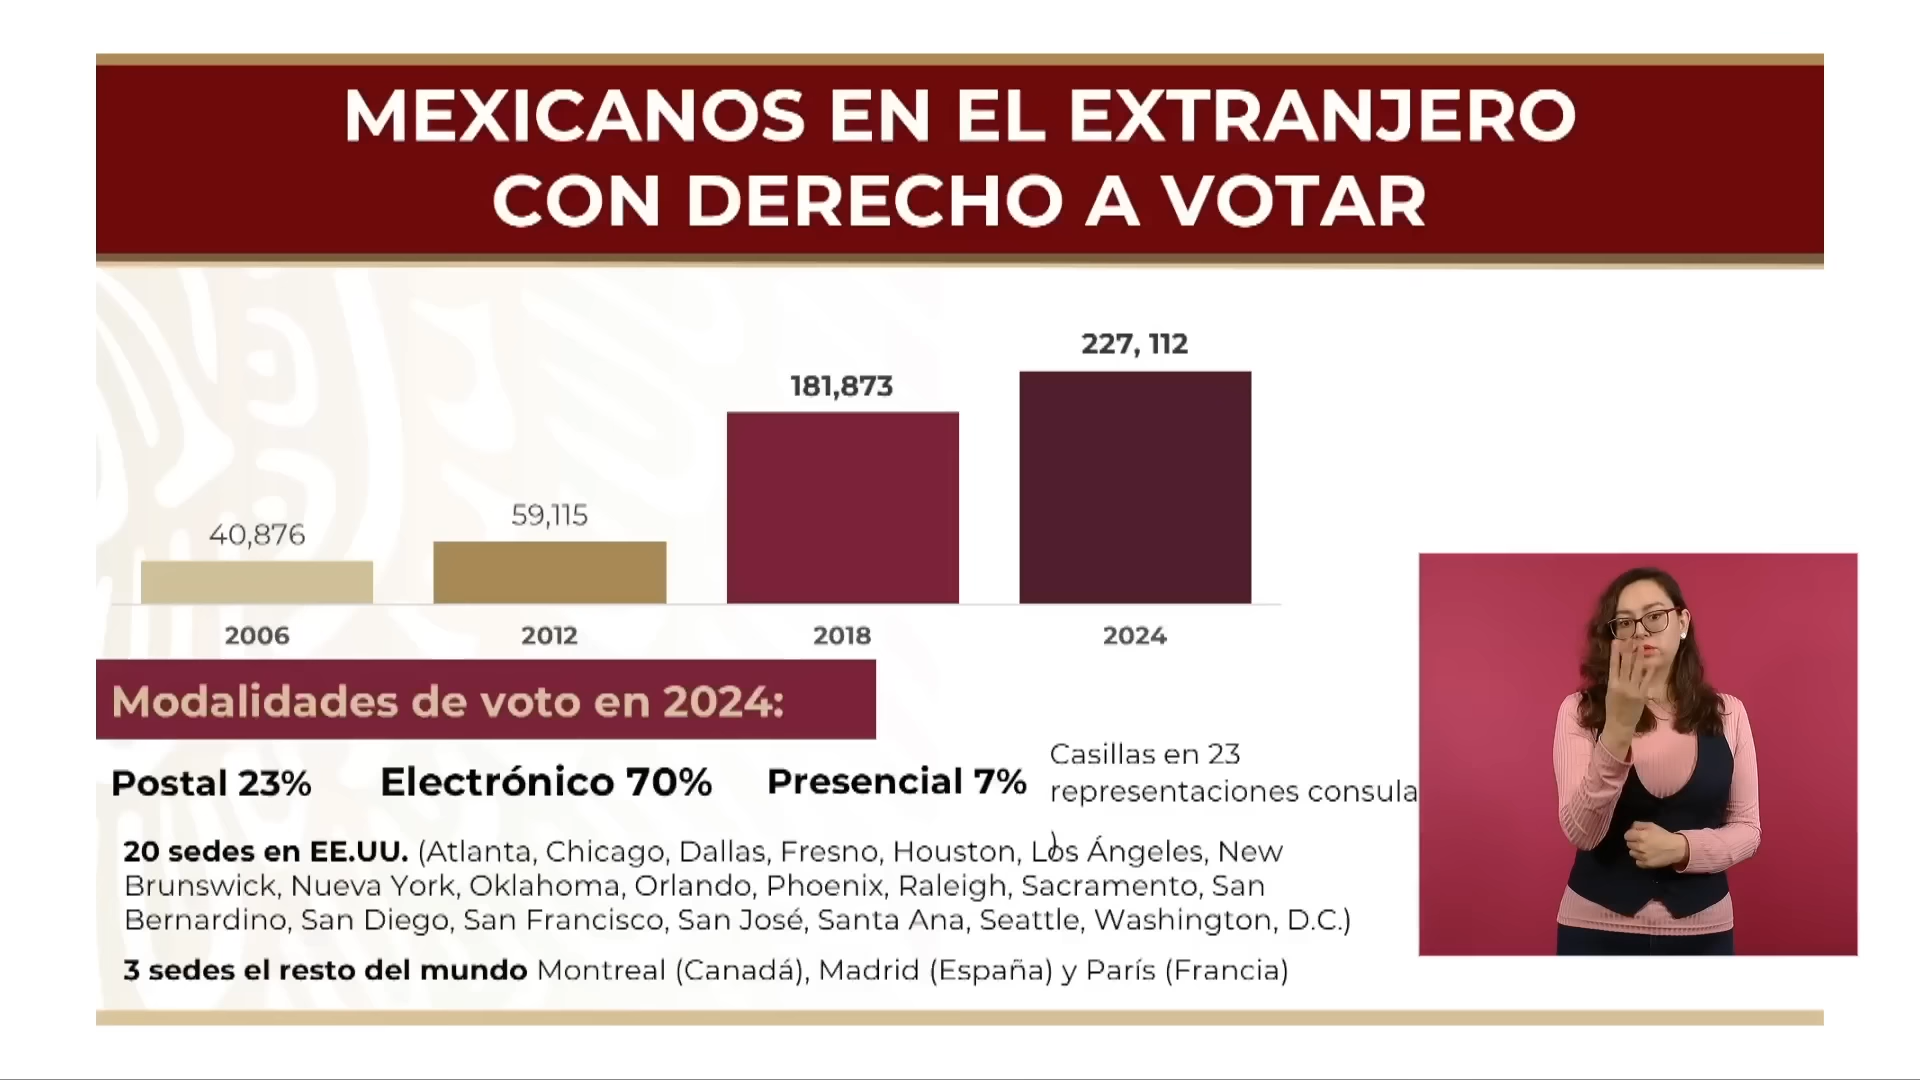 MEXICANOS EN EL EXTRANJERO
CON DERECHO A VOTAR
227, 112
181,873
59,115
40,876
2006
2012
2018
2024
Modalidades de voto en 2024:
Postal 23%
Electrónico 70%
Presencial 7%
Casillas en 23
representaciones consula
)
20 sedes en EE.UU. (Atlanta, Chicago, Dallas, Fresno, Houston, Los Ángeles, New
Brunswick, Nueva York, Oklahoma, Orlando, Phoenix, Raleigh, Sacramento, San
Bernardino, San Diego, San Francisco, San José, Santa Ana, Seattle, Washington, D.C.)
3 sedes el resto del mundo Montreal (Canadá), Madrid (España) y París (Francia)